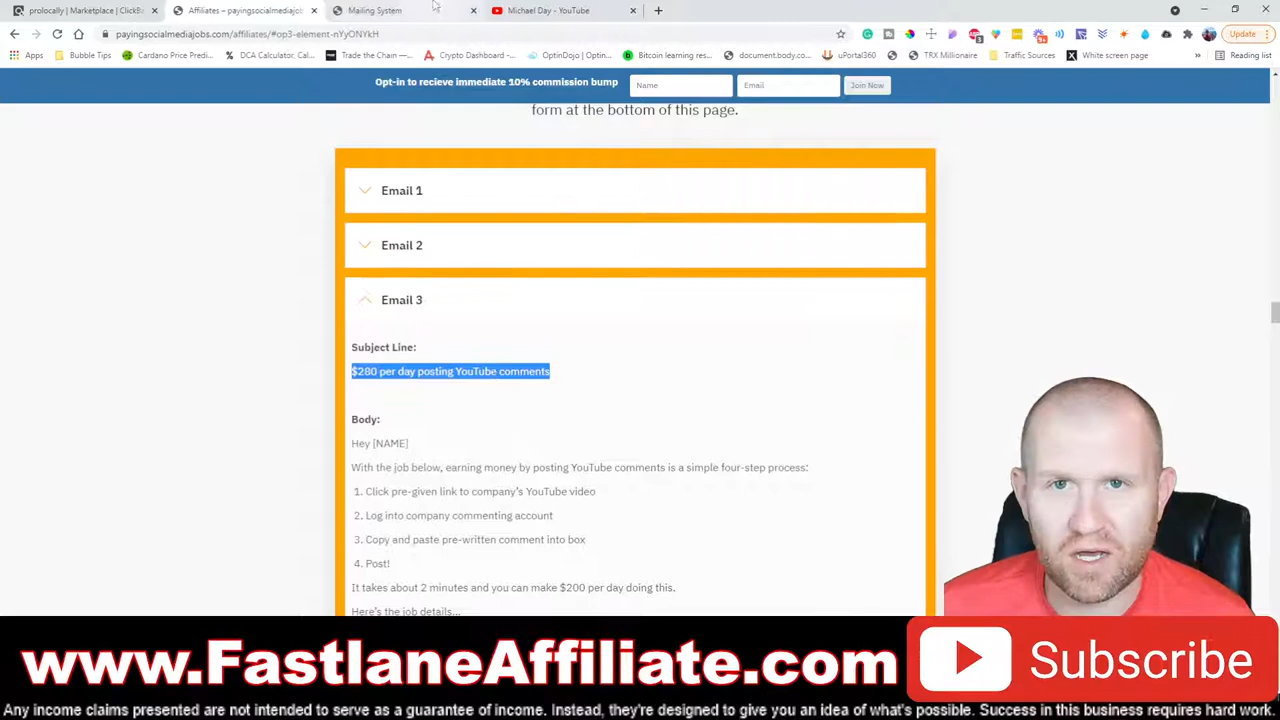 prolocally | Marketplace | ClickBa
Affiliates – payingsocialmediajobs
Mailing System
Michael Day - YouTube
payingsocialmediajobs.com/affiliates/#op3-element-nYyONYkH
Update
Apps
Bubble Tips
Cardano Price Predi...
DCA Calculator, Cal...
Trade the Chain —...
Crypto Dashboard -...
OptinDojo | Optin...
Bitcoin learning res...
document.body.co...
uPortal360
TRX Millionaire
Traffic Sources
White screen page
»
Reading list
Opt-in to recieve immediate 10% commission bump
Name
Email
Join Now
form at the bottom of this page.
Email 1
Email 2
Email 3
Subject Line:
$280 per day posting YouTube comments
Body:
Hey [NAME]
With the job below, earning money by posting YouTube comments is a simple four-step process:
1. Click pre-given link to company's YouTube video
2. Log into company commenting account
3. Copy and paste pre-written comment into box
4. Post!
It takes about 2 minutes and you can make $200 per day doing this.
Here's the job details...
www.FastlaneAffiliate.com
Subscribe
Any income claims presented are not intended to serve as a guarantee of income. Instead, they're designed to give you an idea of what's possible. Success in this business requires hard work.